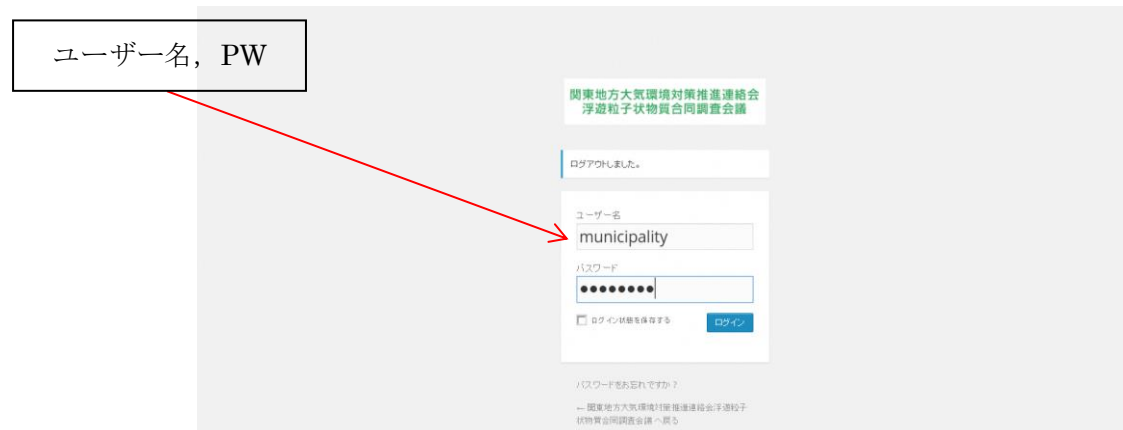 ユーザー名，PW
関東地方大気環境対策推進連絡会
浮遊粒子状物質合同調査会議
ログアウトしました。
ユーザー名
municipality
パスワード
●●●●●●●●
ログイン状態を保存する
ログイン
パスワードをお忘れですか ?
← 関東地方大気環境対策推進連絡会浮遊粒子
状物質合同調査会議 へ戻る